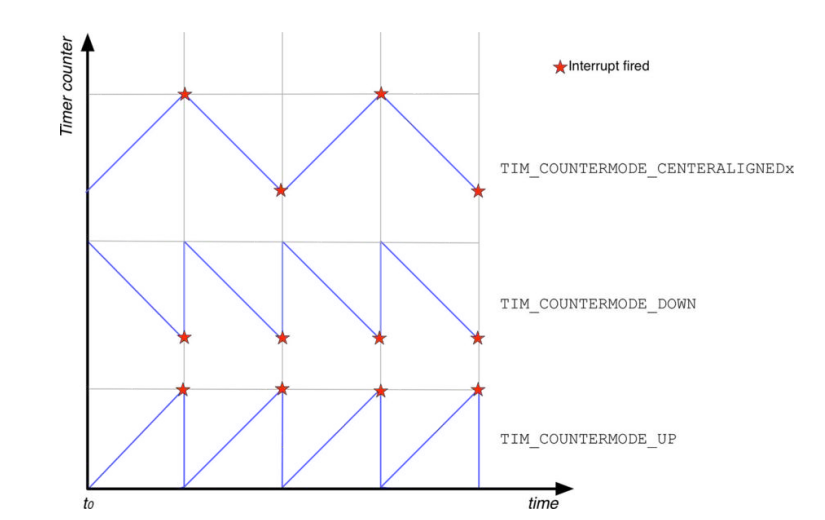 Timer counter
Interrupt fired
TIM_COUNTERMODE_CENTERALIGNEDx
TIM_COUNTERMODE_DOWN
TIM_COUNTERMODE_UP
t0
time